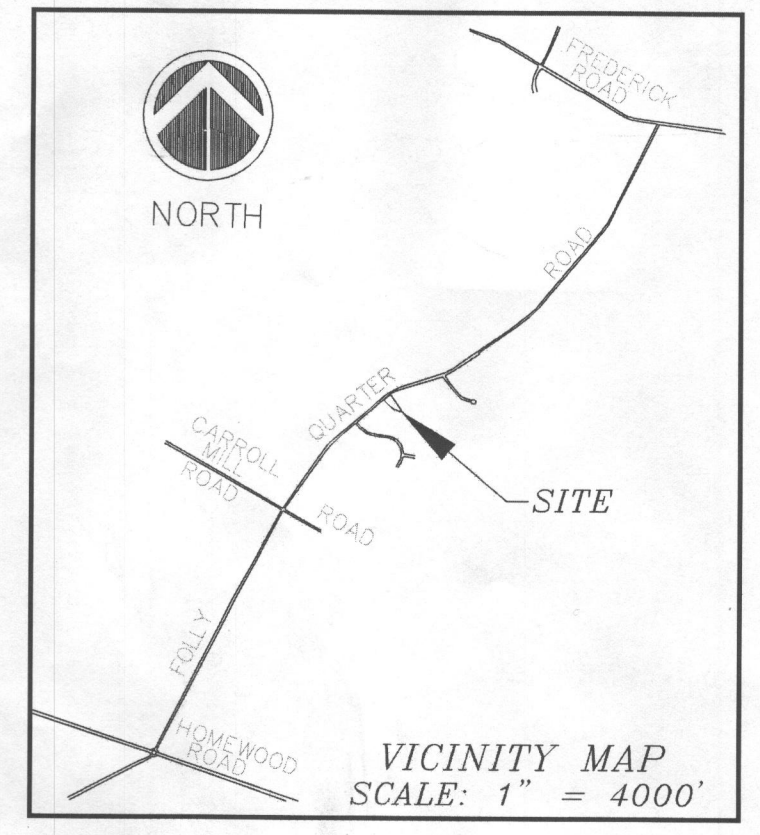 FREDERICK
ROAD
NORTH
ROAD
QUARTER
CARROLL
MILL
ROAD
ROAD
SITE
FOLLY
HOMEWOOD
ROAD
VICINITY MAP
SCALE: 1" = 4000'